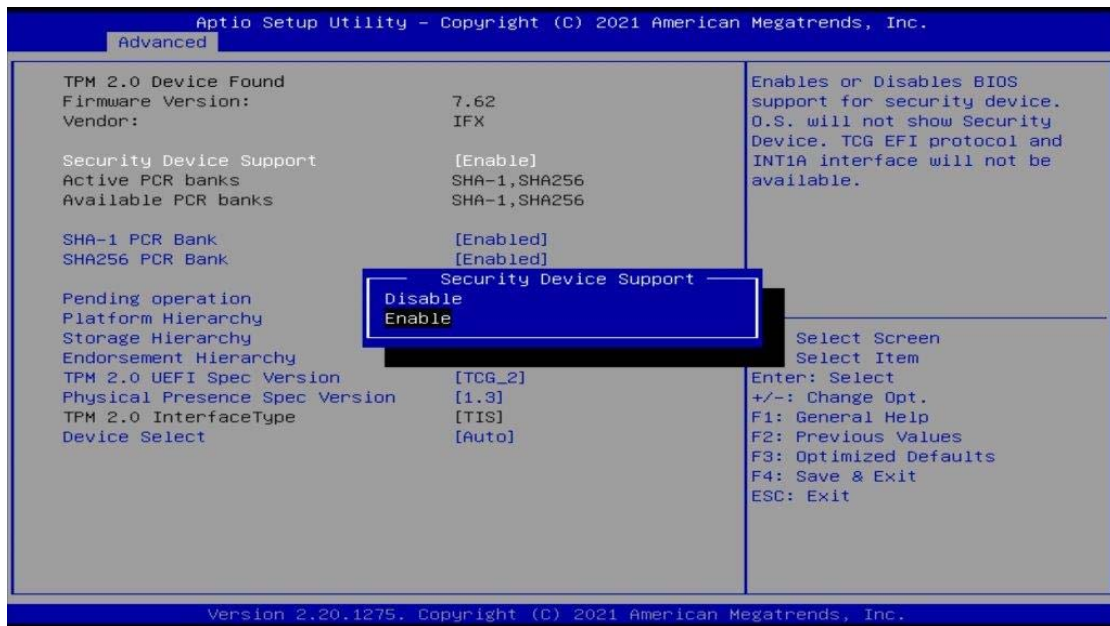 Aptio Setup Utility – Copyright (C) 2021 American Megatrends, Inc.
Advanced
TPM 2.0 Device Found
Firmware Version: 7.62
Vendor: IFX
Security Device Support [Enable]
Active PCR banks SHA-1,SHA256
Available PCR banks SHA-1,SHA256
SHA-1 PCR Bank [Enabled]
SHA256 PCR Bank [Enabled]
Pending operation
Platform Hierarchy
Storage Hierarchy
Endorsement Hierarchy
TPM 2.0 UEFI Spec Version [TCG_2]
Physical Presence Spec Version [1.3]
TPM 2.0 InterfaceType [TIS]
Device Select [Auto]
Security Device Support
Disable
Enable
Enables or Disables BIOS
support for security device.
O.S. will not show Security
Device. TCG EFI protocol and
INT1A interface will not be
available.
Select Screen
Select Item
Enter: Select
+/-: Change Opt.
F1: General Help
F2: Previous Values
F3: Optimized Defaults
F4: Save & Exit
ESC: Exit
Version 2.20.1275. Copyright (C) 2021 American Megatrends, Inc.